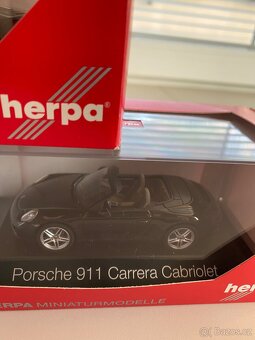 herpa
Porsche 911 Carrera Cabriolet
HERPA MINIATURMODELLE
herpa